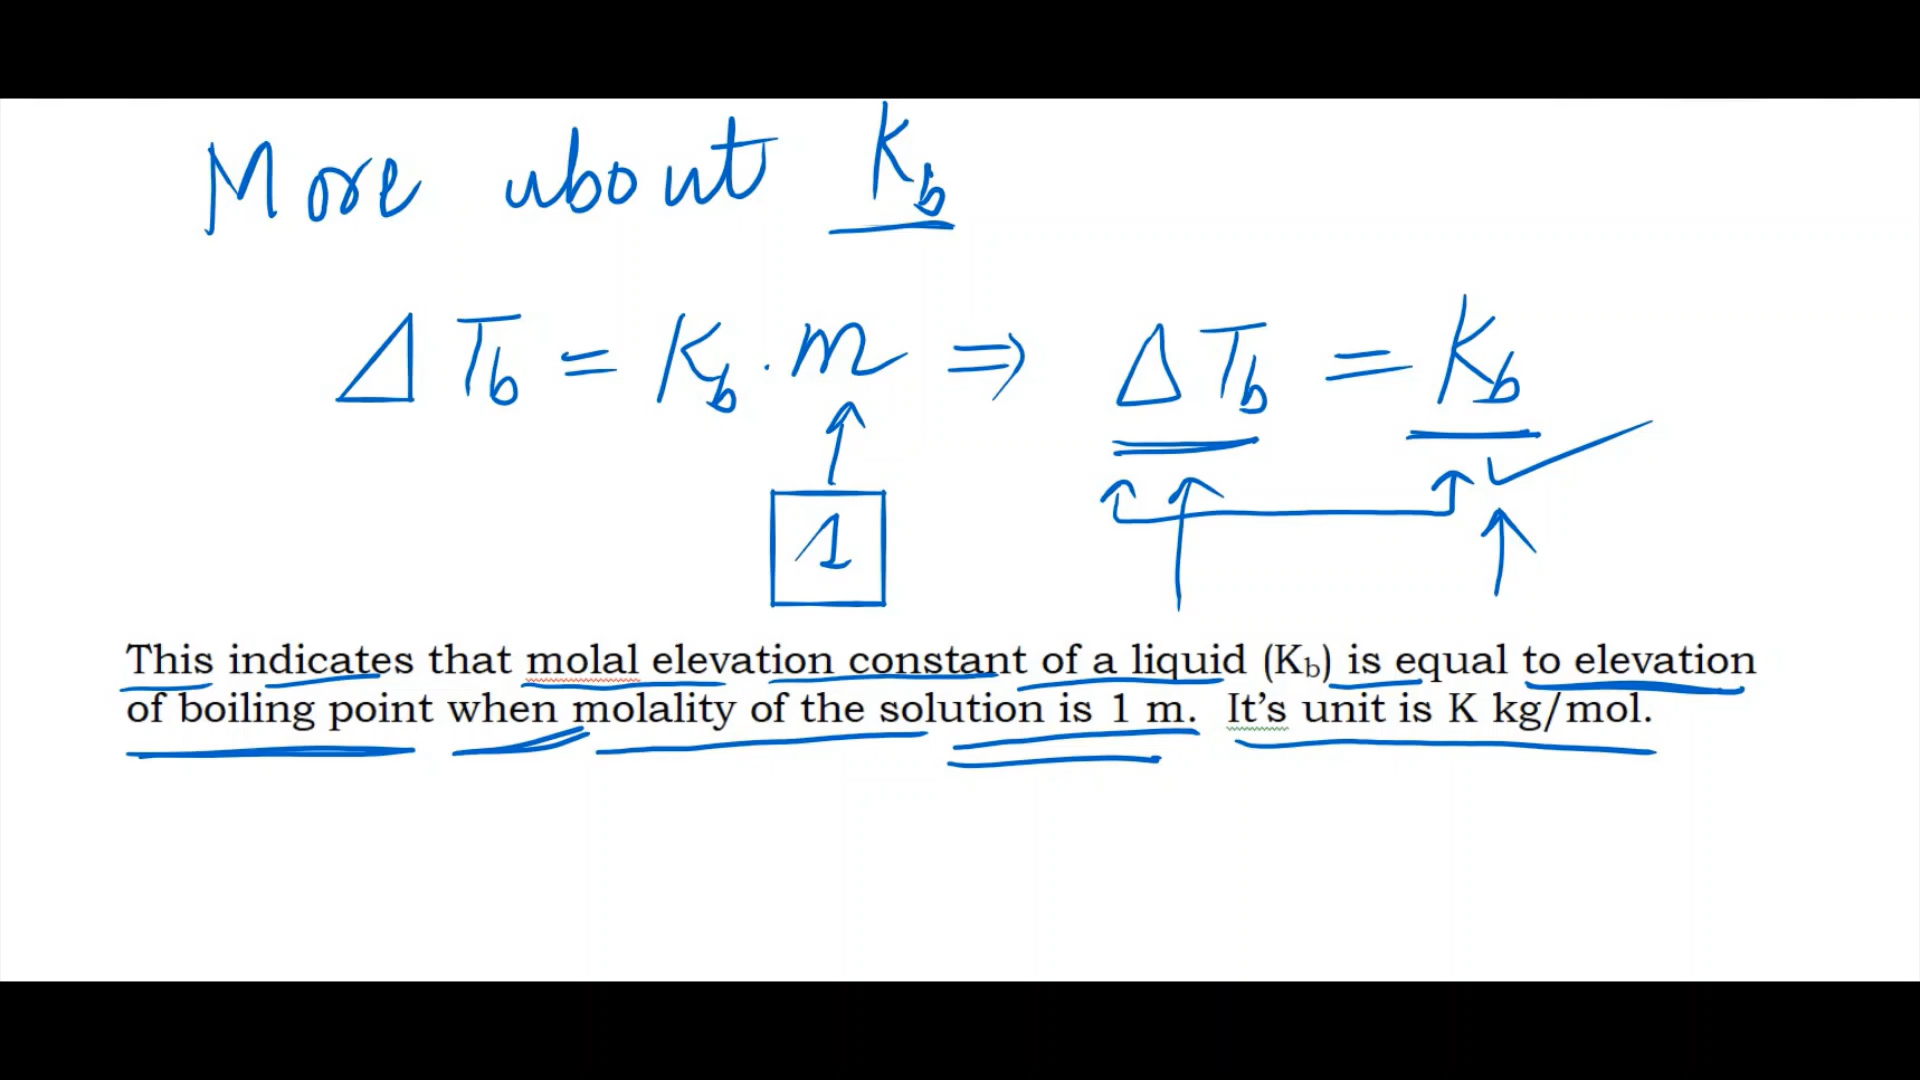 More about Kb
ΔTb = Kb . m ⇒ ΔTb = Kb
1
This indicates that molal elevation constant of a liquid (Kb) is equal to elevation
of boiling point when molality of the solution is 1 m. It's unit is K kg/mol.